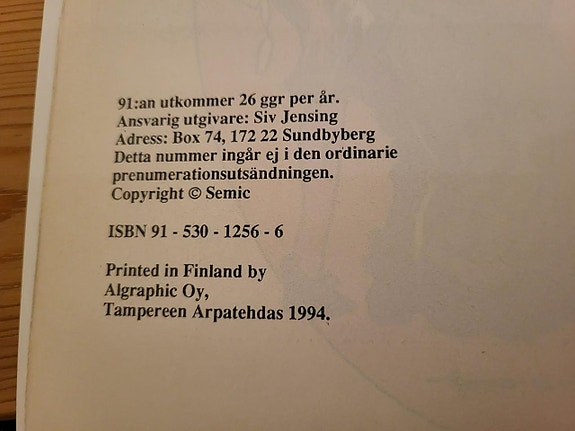 91:an utkommer 26 ggr per år.
Ansvarig utgivare: Siv Jensing
Adress: Box 74, 172 22 Sundbyberg
Detta nummer ingår ej i den ordinarie
prenumerationsutsändningen.
Copyright © Semic
ISBN 91 - 530 - 1256 - 6
Printed in Finland by
Algraphic Oy,
Tampereen Arpatehdas 1994.